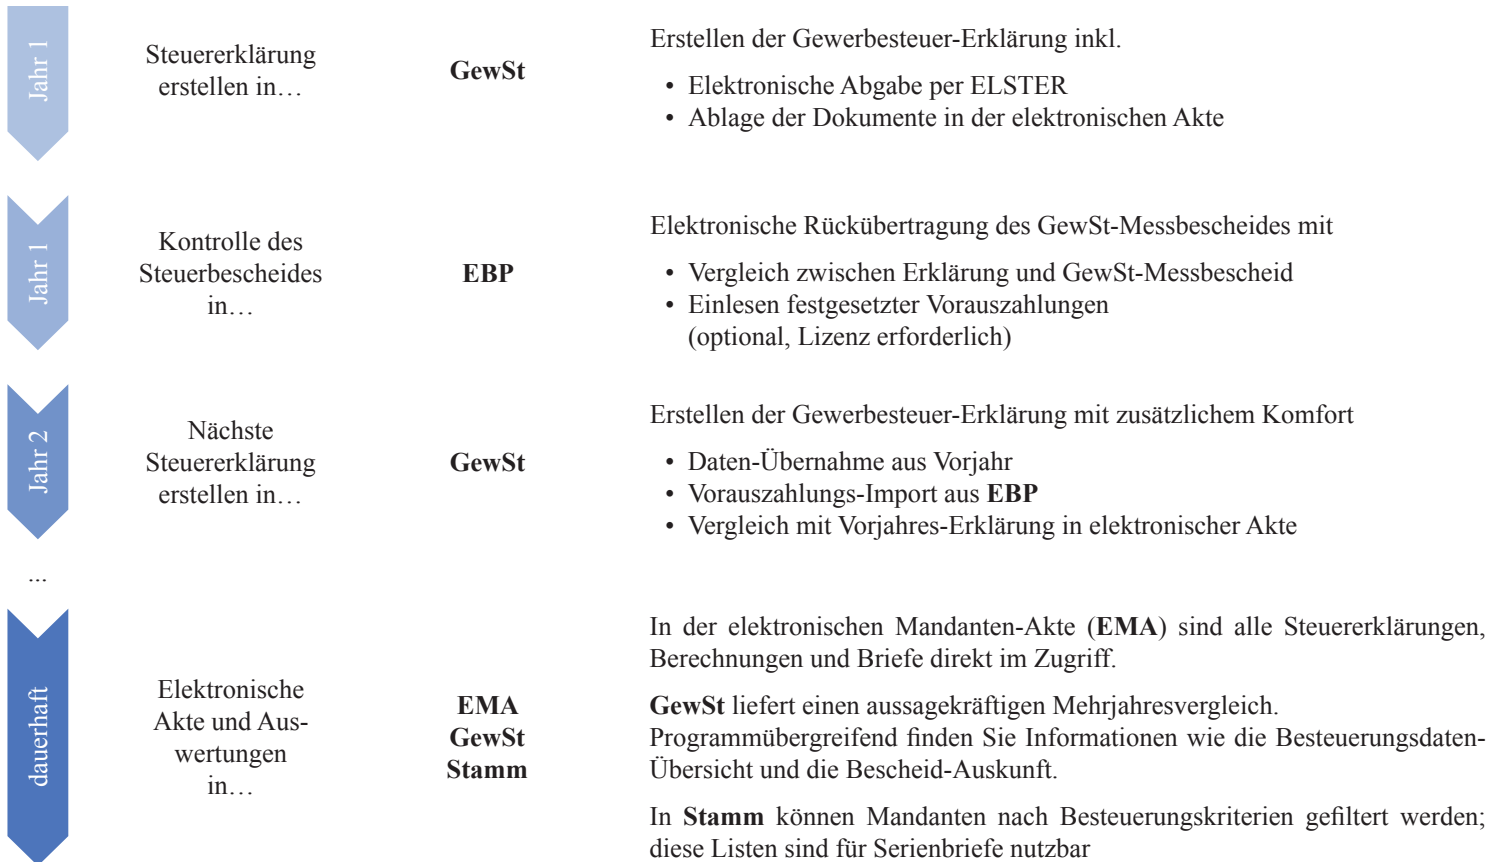 Jahr 1
Steuererklärung
erstellen in…
GewSt
Erstellen der Gewerbesteuer-Erklärung inkl.
• Elektronische Abgabe per ELSTER
• Ablage der Dokumente in der elektronischen Akte
Jahr 1
Kontrolle des
Steuerbescheides
in…
EBP
Elektronische Rückübertragung des GewSt-Messbescheides mit
• Vergleich zwischen Erklärung und GewSt-Messbescheid
• Einlesen festgesetzter Vorauszahlungen
(optional, Lizenz erforderlich)
Jahr 2
Nächste
Steuererklärung
erstellen in…
GewSt
Erstellen der Gewerbesteuer-Erklärung mit zusätzlichem Komfort
• Daten-Übernahme aus Vorjahr
• Vorauszahlungs-Import aus EBP
• Vergleich mit Vorjahres-Erklärung in elektronischer Akte
...
dauerhaft
Elektronische
Akte und Aus-
wertungen
in…
EMA
GewSt
Stamm
In der elektronischen Mandanten-Akte (EMA) sind alle Steuererklärungen,
Berechnungen und Briefe direkt im Zugriff.
GewSt liefert einen aussagekräftigen Mehrjahresvergleich.
Programmübergreifend finden Sie Informationen wie die Besteuerungsdaten-
Übersicht und die Bescheid-Auskunft.
In Stamm können Mandanten nach Besteuerungskriterien gefiltert werden;
diese Listen sind für Serienbriefe nutzbar